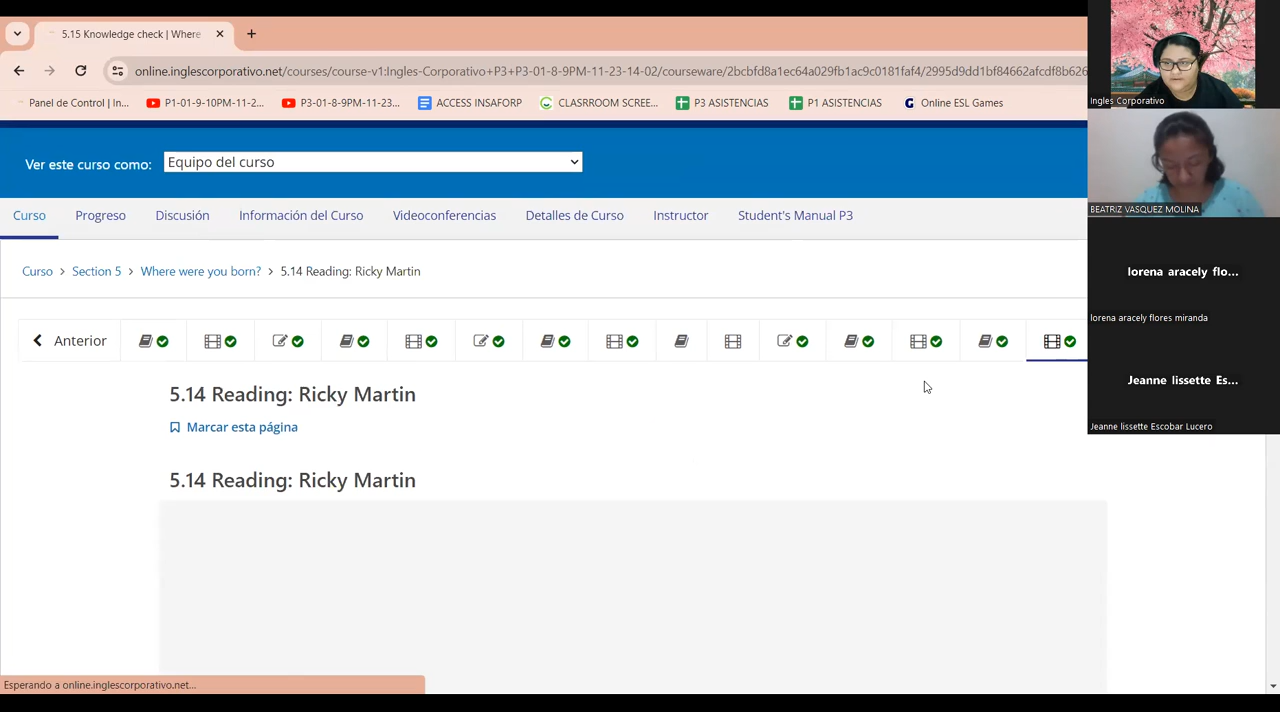 5.15 Knowledge check | Where
online.inglescorporativo.net/courses/course-v1:Ingles-Corporativo+P3+P3-01-8-9PM-11-23-14-02/courseware/2bcbfd8a1ec64a029fb1ac9c0181faf4/2995d9dd1bf84662afcdf8b626
Panel de Control | In...
P1-01-9-10PM-11-2...
P3-01-8-9PM-11-23...
ACCESS INSAFORP
CLASSROOM SCREE...
P3 ASISTENCIAS
P1 ASISTENCIAS
Online ESL Games
Ingles Corporativo
Ver este curso como:
Equipo del curso
BEATRIZ VASQUEZ MOLINA
Curso
Progreso
Discusión
Información del Curso
Videoconferencias
Detalles de Curso
Instructor
Student's Manual P3
Curso > Section 5 > Where were you born? > 5.14 Reading: Ricky Martin
lorena aracely flo...
lorena aracely flores miranda
Anterior
Jeanne lissette Es...
Jeanne lissette Escobar Lucero
5.14 Reading: Ricky Martin
Marcar esta página
5.14 Reading: Ricky Martin
Esperando a online.inglescorporativo.net...